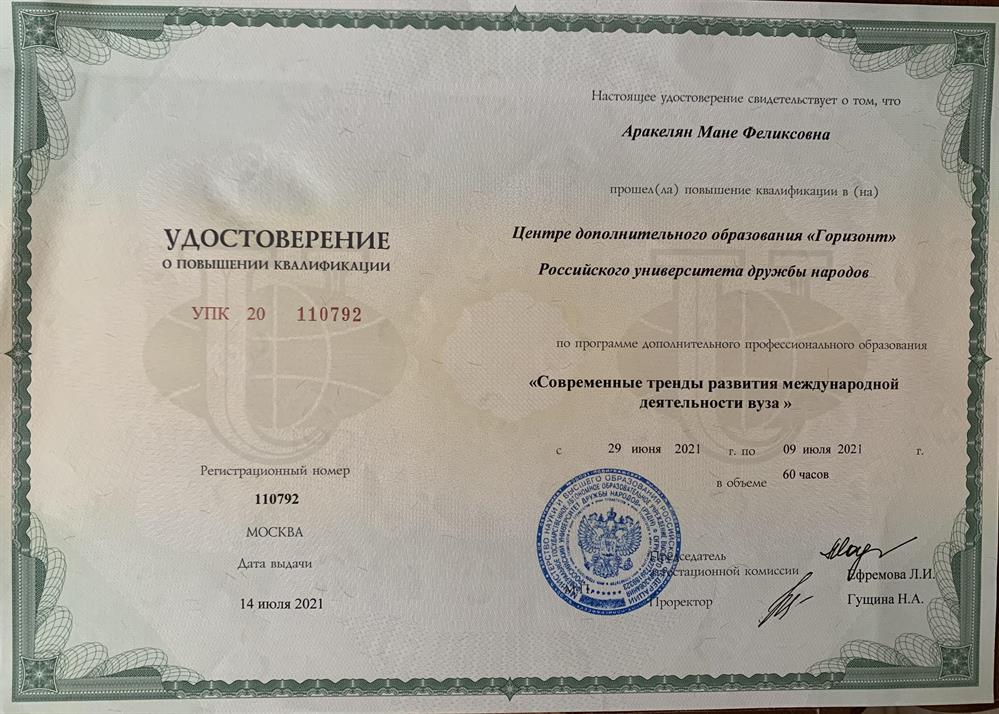 УДОСТОВЕРЕНИЕ
О ПОВЫШЕНИИ КВАЛИФИКАЦИИ
УПК 20 110792
Регистрационный номер
110792
МОСКВА
Дата выдачи
14 июля 2021
Настоящее удостоверение свидетельствует о том, что
Аракелян Мане Феликсовна
прошел(ла) повышение квалификации в (на)
Центре дополнительного образования «Горизонт»
Российского университета дружбы народов
по программе дополнительного профессионального образования
«Современные тренды развития международной
деятельности вуза »
с 29 июня 2021 г. по 09 июля 2021 г.
в объеме 60 часов
Председатель
аттестационной комиссии Ефремова Л.И.
Проректор Гущина Н.А.